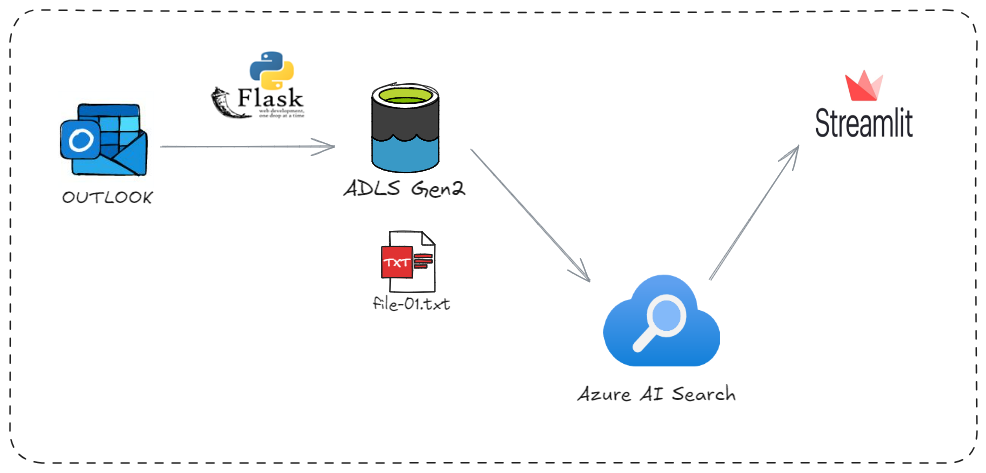 Flask
web development,
one drop at a time
Streamlit
OUTLOOK
ADLS Gen2
TXT
file-01.txt
Azure AI Search